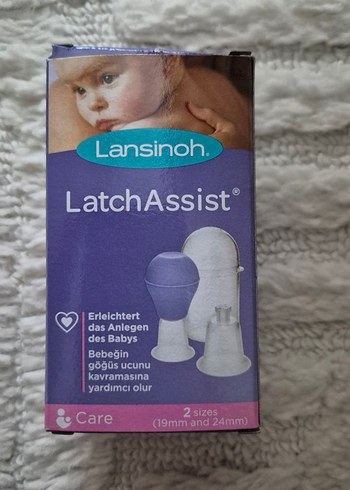 Lansinoh®
LatchAssist®
Erleichtert
das Anlegen
des Babys
Bebeğin
göğüs ucunu
kavramasına
yardımcı olur
Care
2 sizes
(19mm and 24mm)